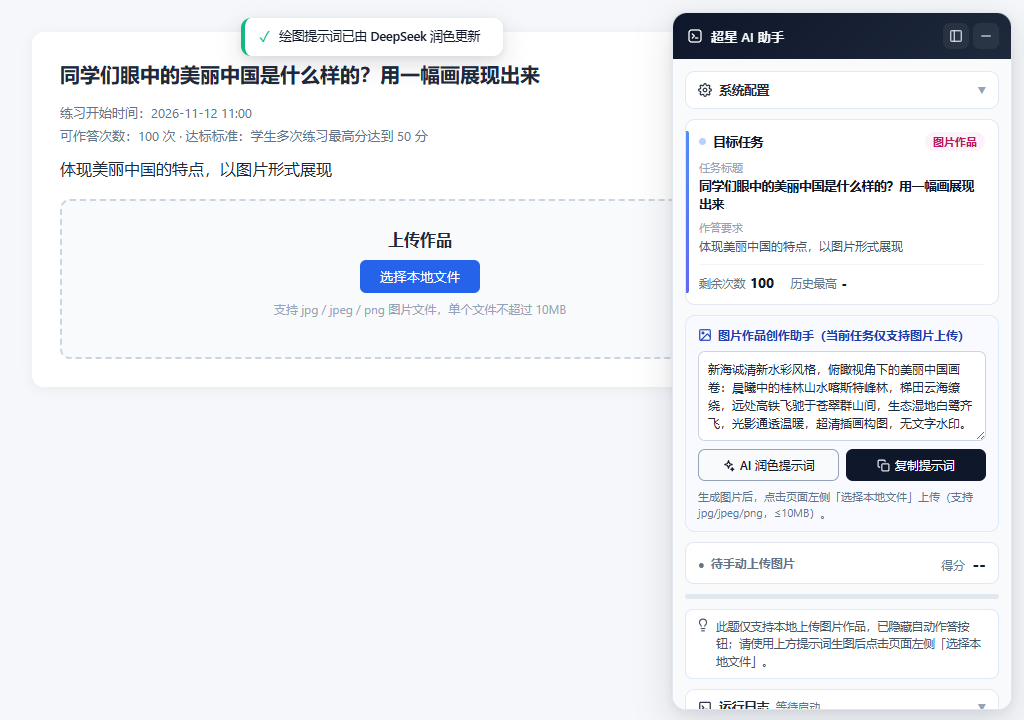 绘图提示词已由 DeepSeek 润色更新
同学们眼中的美丽中国是什么样的？用一幅画展现出来
练习开始时间：2026-11-12 11:00
可作答次数：100 次 · 达标标准：学生多次练习最高分达到 50 分
体现美丽中国的特点，以图片形式展现
上传作品
选择本地文件
支持 jpg / jpeg / png 图片文件，单个文件不超过 10MB
超星 AI 助手
系统配置
目标任务
图片作品
任务标题
同学们眼中的美丽中国是什么样的？用一幅画展现
出来
作答要求
体现美丽中国的特点，以图片形式展现
剩余次数 100 历史最高 -
图片作品创作助手（当前任务仅支持图片上传）
新海诚清新水彩风格，俯瞰视角下的美丽中国画
卷：晨曦中的桂林山水喀斯特峰林，梯田云海缭
绕，远处高铁飞驰于苍翠群山间，生态湿地白鹭齐
飞，光影通透温暖，超清插画构图，无文字水印。
AI 润色提示词
复制提示词
生成图片后，点击页面左侧「选择本地文件」上传（支持
jpg/jpeg/png，≤10MB）。
待手动上传图片
得分 --
此题仅支持本地上传图片作品，已隐藏自动作答按
钮；请使用上方提示词生图后点击页面左侧「选择本
地文件」。
运行日志 等待启动